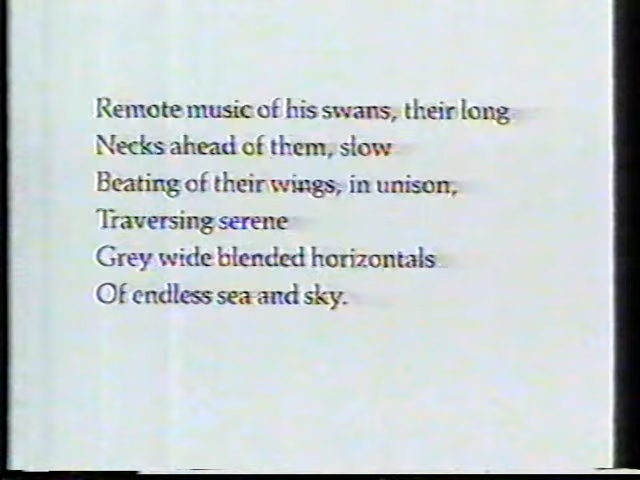 Remote music of his swans, their long
Necks ahead of them, slow
Beating of their wings, in unison,
Traversing serene
Grey wide blended horizontals
Of endless sea and sky.